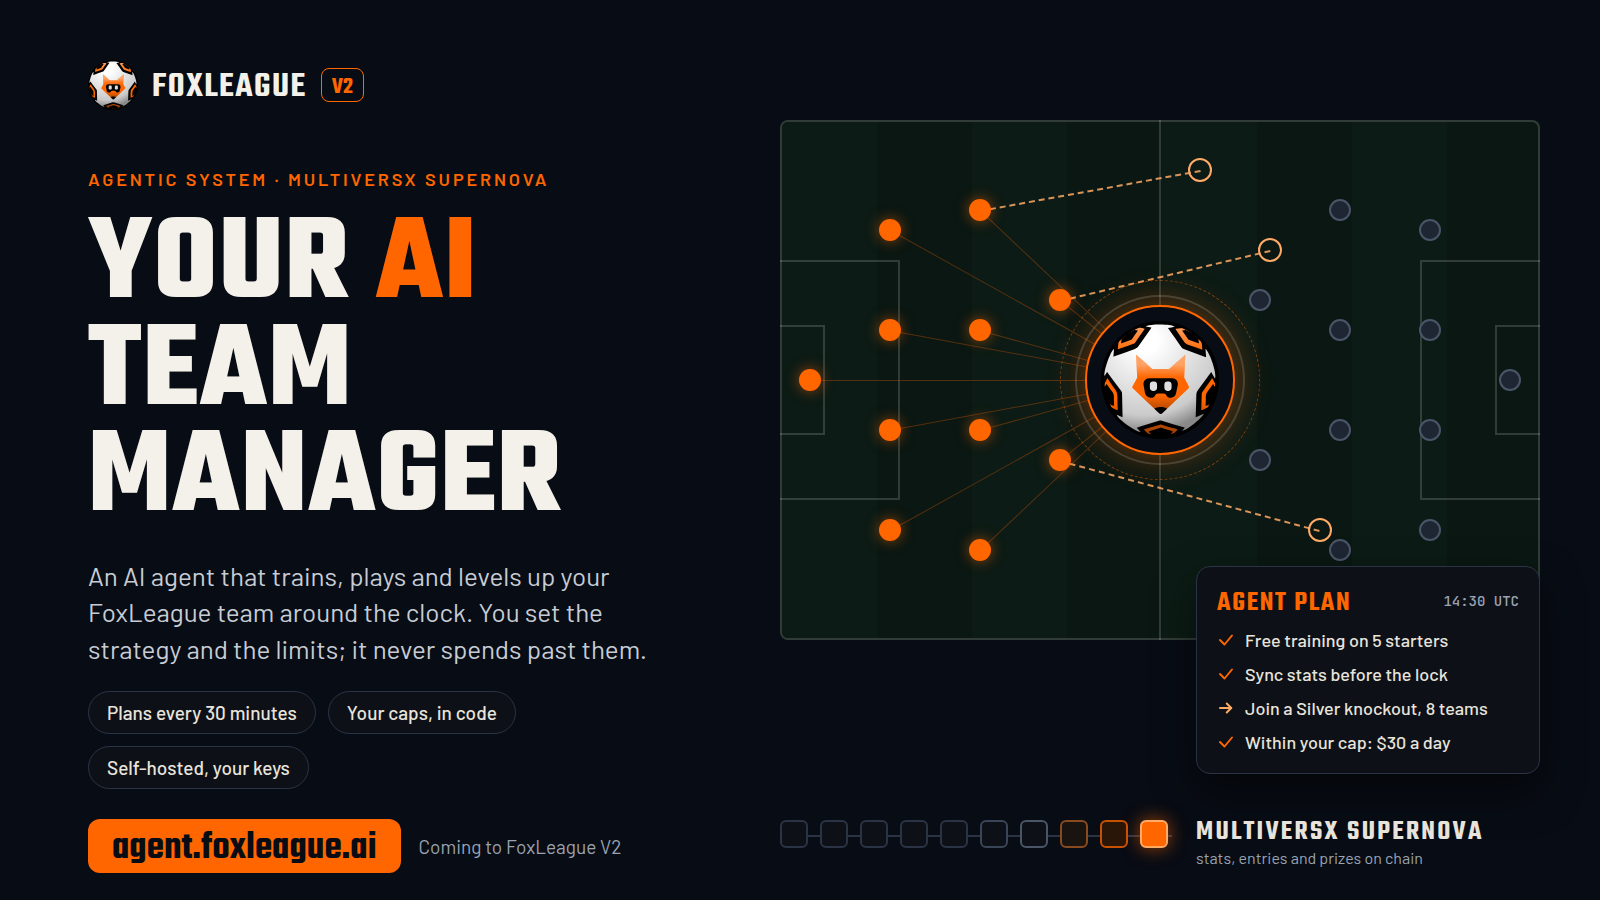 FOXLEAGUE V2
AGENTIC SYSTEM · MULTIVERSX SUPERNOVA
YOUR AI
TEAM
MANAGER
An AI agent that trains, plays and levels up your
FoxLeague team around the clock. You set the
strategy and the limits; it never spends past them.
Plans every 30 minutes
Your caps, in code
Self-hosted, your keys
agent.foxleague.ai
Coming to FoxLeague V2
AGENT PLAN
14:30 UTC
Free training on 5 starters
Sync stats before the lock
Join a Silver knockout, 8 teams
Within your cap: $30 a day
MULTIVERSX SUPERNOVA
stats, entries and prizes on chain